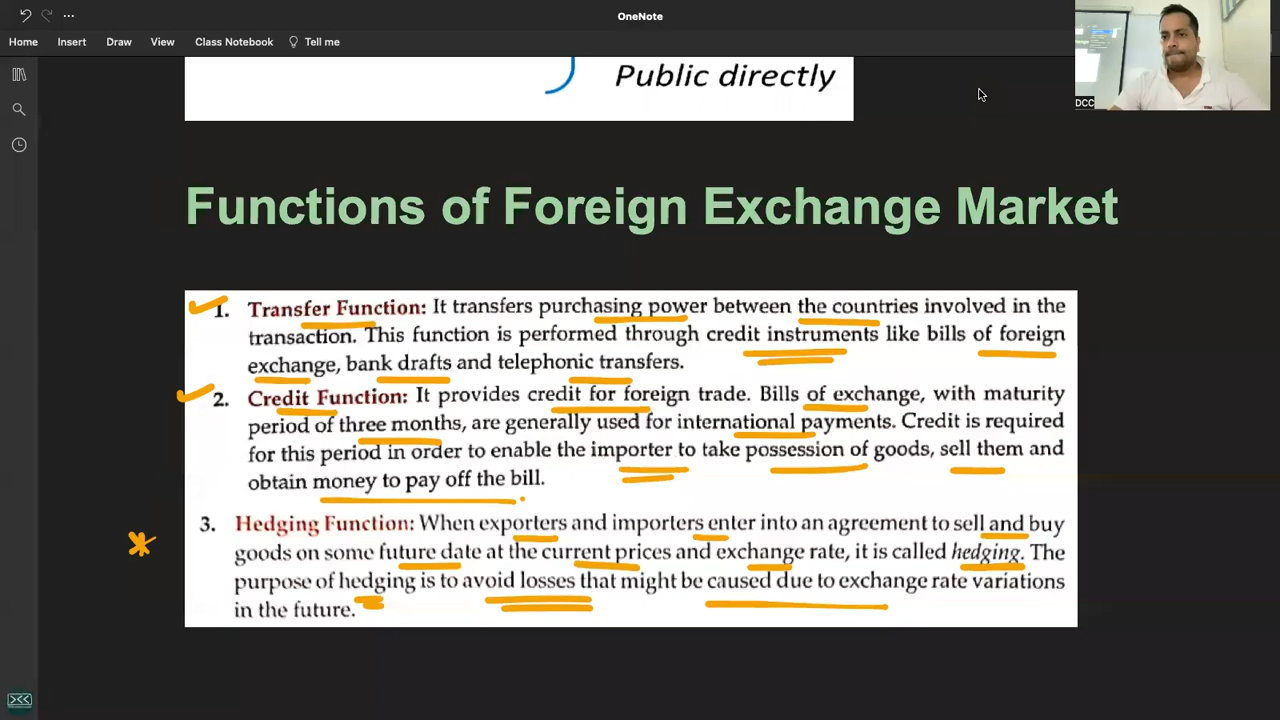 OneNote
Home Insert Draw View Class Notebook Tell me
Public directly
DCC
Functions of Foreign Exchange Market
1. Transfer Function: It transfers purchasing power between the countries involved in the
transaction. This function is performed through credit instruments like bills of foreign
exchange, bank drafts and telephonic transfers.
2. Credit Function: It provides credit for foreign trade. Bills of exchange, with maturity
period of three months, are generally used for international payments. Credit is required
for this period in order to enable the importer to take possession of goods, sell them and
obtain money to pay off the bill.
3. Hedging Function: When exporters and importers enter into an agreement to sell and buy
goods on some future date at the current prices and exchange rate, it is called hedging. The
purpose of hedging is to avoid losses that might be caused due to exchange rate variations
in the future.